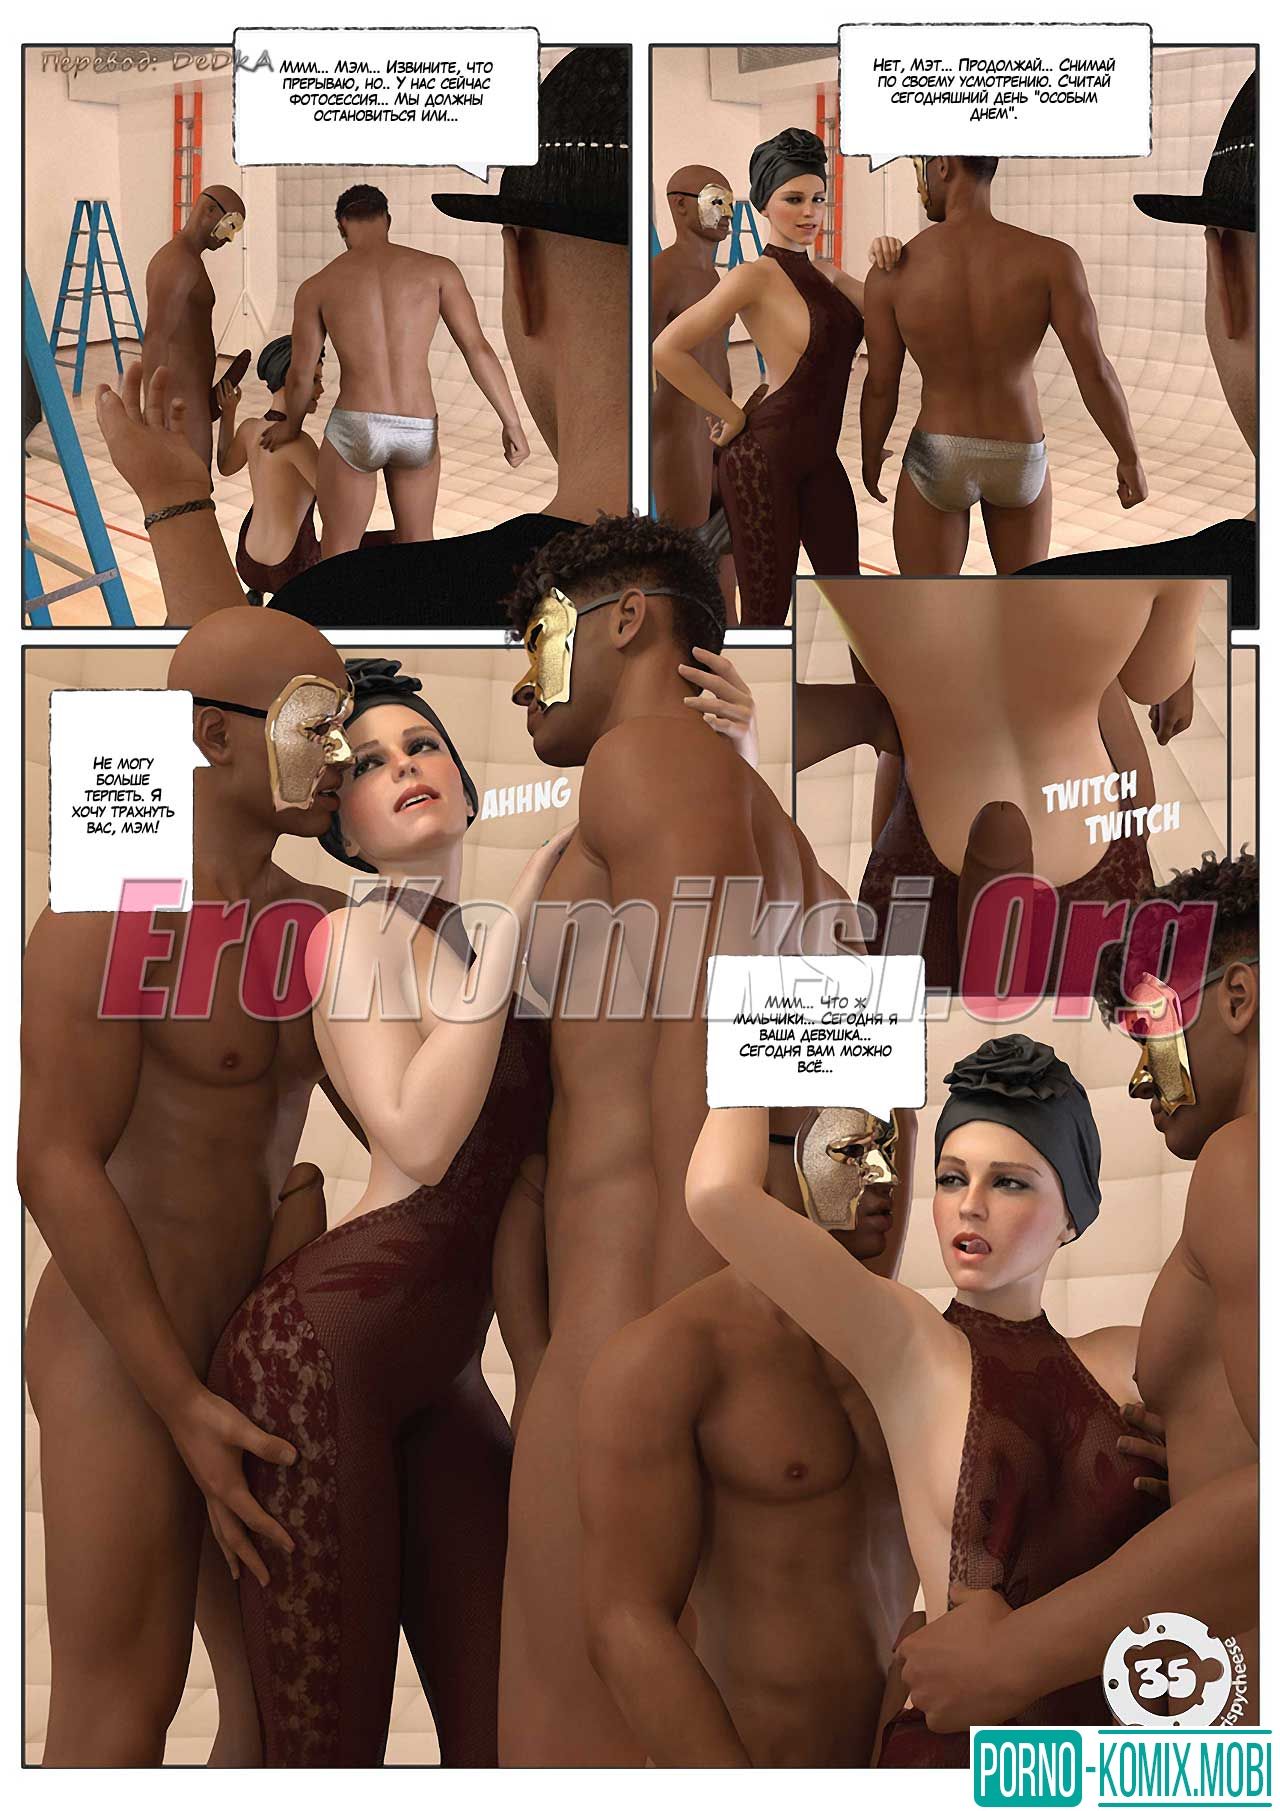 Перевод: DeDkA
Ммм... Мэм... Извините, что
прерываю, но.. У нас сейчас
фотосессия... Мы должны
остановиться или...
Нет, Мэт... Продолжай... Снимай
по своему усмотрению. Считай
сегодняшний день "особым
днем".
Не могу
больше
терпеть. Я
хочу трахнуть
вас, мэм!
AHHNG
TWITCH
TWITCH
EroKomiksi.Org
Ммм... Что ж
мальчики... Сегодня я
ваша девушка...
Сегодня вам можно
всё...
35
ispycheese
PORNO-KOMIX.MOBI